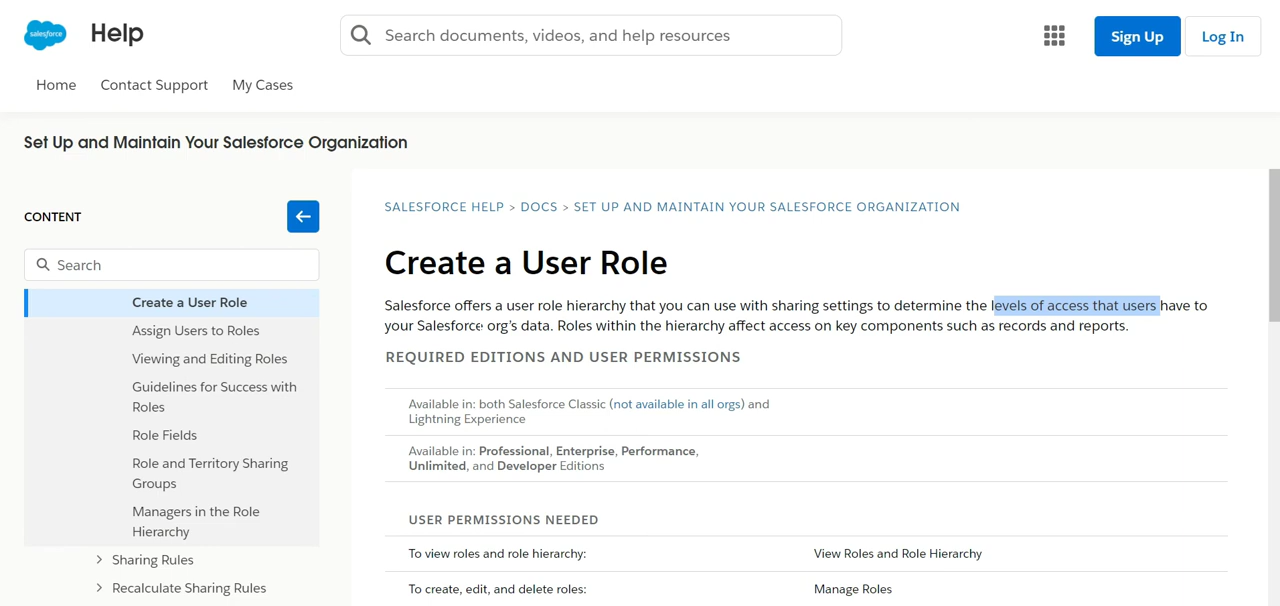 salesforce
Help
Search documents, videos, and help resources
Sign Up
Log In
Home
Contact Support
My Cases
Set Up and Maintain Your Salesforce Organization
CONTENT
Search
Create a User Role
Assign Users to Roles
Viewing and Editing Roles
Guidelines for Success with
Roles
Role Fields
Role and Territory Sharing
Groups
Managers in the Role
Hierarchy
Sharing Rules
Recalculate Sharing Rules
SALESFORCE HELP > DOCS > SET UP AND MAINTAIN YOUR SALESFORCE ORGANIZATION
Create a User Role
Salesforce offers a user role hierarchy that you can use with sharing settings to determine the levels of access that users have to
your Salesforce org's data. Roles within the hierarchy affect access on key components such as records and reports.
REQUIRED EDITIONS AND USER PERMISSIONS
Available in: both Salesforce Classic (not available in all orgs) and
Lightning Experience
Available in: Professional, Enterprise, Performance,
Unlimited, and Developer Editions
USER PERMISSIONS NEEDED
To view roles and role hierarchy:
View Roles and Role Hierarchy
To create, edit, and delete roles:
Manage Roles